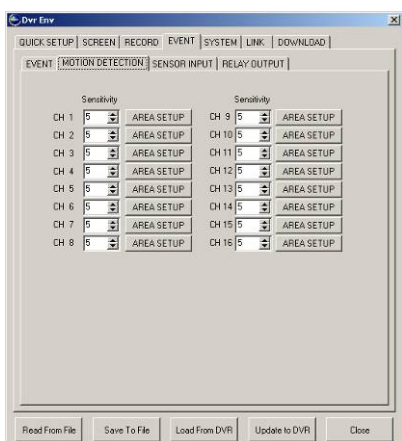 Dvr Env
QUICK SETUP SCREEN RECORD EVENT SYSTEM LINK DOWNLOAD
EVENT MOTION DETECTION SENSOR INPUT RELAY OUTPUT
Sensitivity Sensitivity
CH 1 5 AREA SETUP CH 9 5 AREA SETUP
CH 2 5 AREA SETUP CH 10 5 AREA SETUP
CH 3 5 AREA SETUP CH 11 5 AREA SETUP
CH 4 5 AREA SETUP CH 12 5 AREA SETUP
CH 5 5 AREA SETUP CH 13 5 AREA SETUP
CH 6 5 AREA SETUP CH 14 5 AREA SETUP
CH 7 5 AREA SETUP CH 15 5 AREA SETUP
CH 8 5 AREA SETUP CH 16 5 AREA SETUP
Read From File Save To File Load From DVR Update to DVR Close